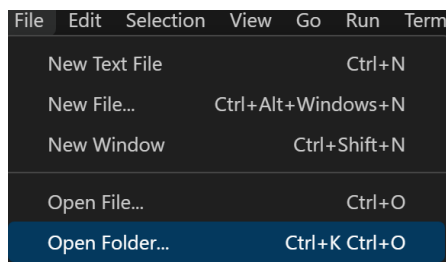 File Edit Selection View Go Run Term
New Text File Ctrl+N
New File... Ctrl+Alt+Windows+N
New Window Ctrl+Shift+N
Open File... Ctrl+O
Open Folder... Ctrl+K Ctrl+O